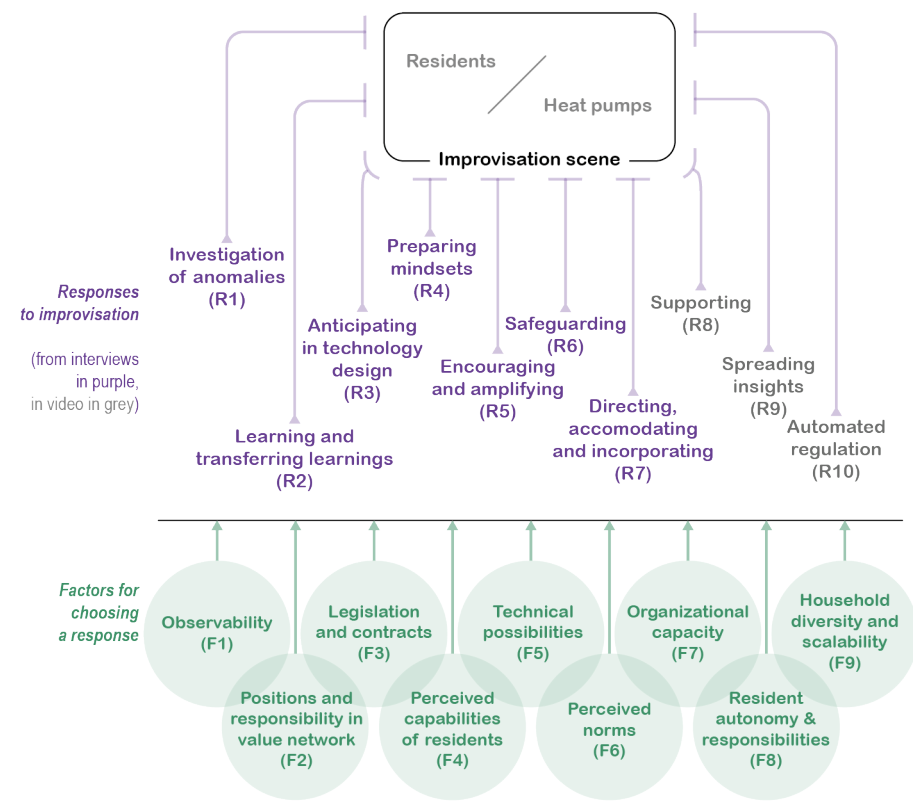 Residents
Heat pumps
Improvisation scene
Investigation
of anomalies
(R1)
Preparing
mindsets
(R4)
Responses
to improvisation
(from interviews
in purple,
in video in grey)
Supporting
(R8)
Anticipating
in technology
design
(R3)
Safeguarding
(R6)
Encouraging
and amplifying
(R5)
Spreading
insights
(R9)
Directing,
accomodating
and incorporating
(R7)
Learning and
transferring learnings
(R2)
Automated
regulation
(R10)
Factors for
choosing
a response
Observability
(F1)
Legislation
and contracts
(F3)
Technical
possibilities
(F5)
Organizational
capacity
(F7)
Household
diversity and
scalability
(F9)
Positions and
responsibility in
value network
(F2)
Perceived
capabilities
of residents
(F4)
Perceived
norms
(F6)
Resident
autonomy &
responsibilities
(F8)